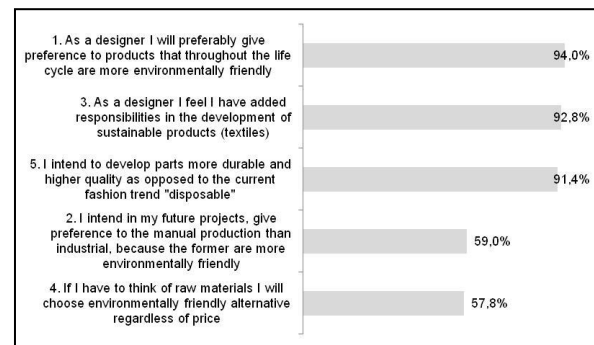 1. As a designer I will preferably give
preference to products that throughout the life
cycle are more environmentally friendly
94,0%
3. As a designer I feel I have added
responsibilities in the development of
sustainable products (textiles)
92,8%
5. I intend to develop parts more durable and
higher quality as opposed to the current
fashion trend "disposable"
91,4%
2. I intend in my future projects, give
preference to the manual production than
industrial, because the former are more
environmentally friendly
59,0%
4. If I have to think of raw materials I will
choose environmentally friendly alternative
regardless of price
57,8%